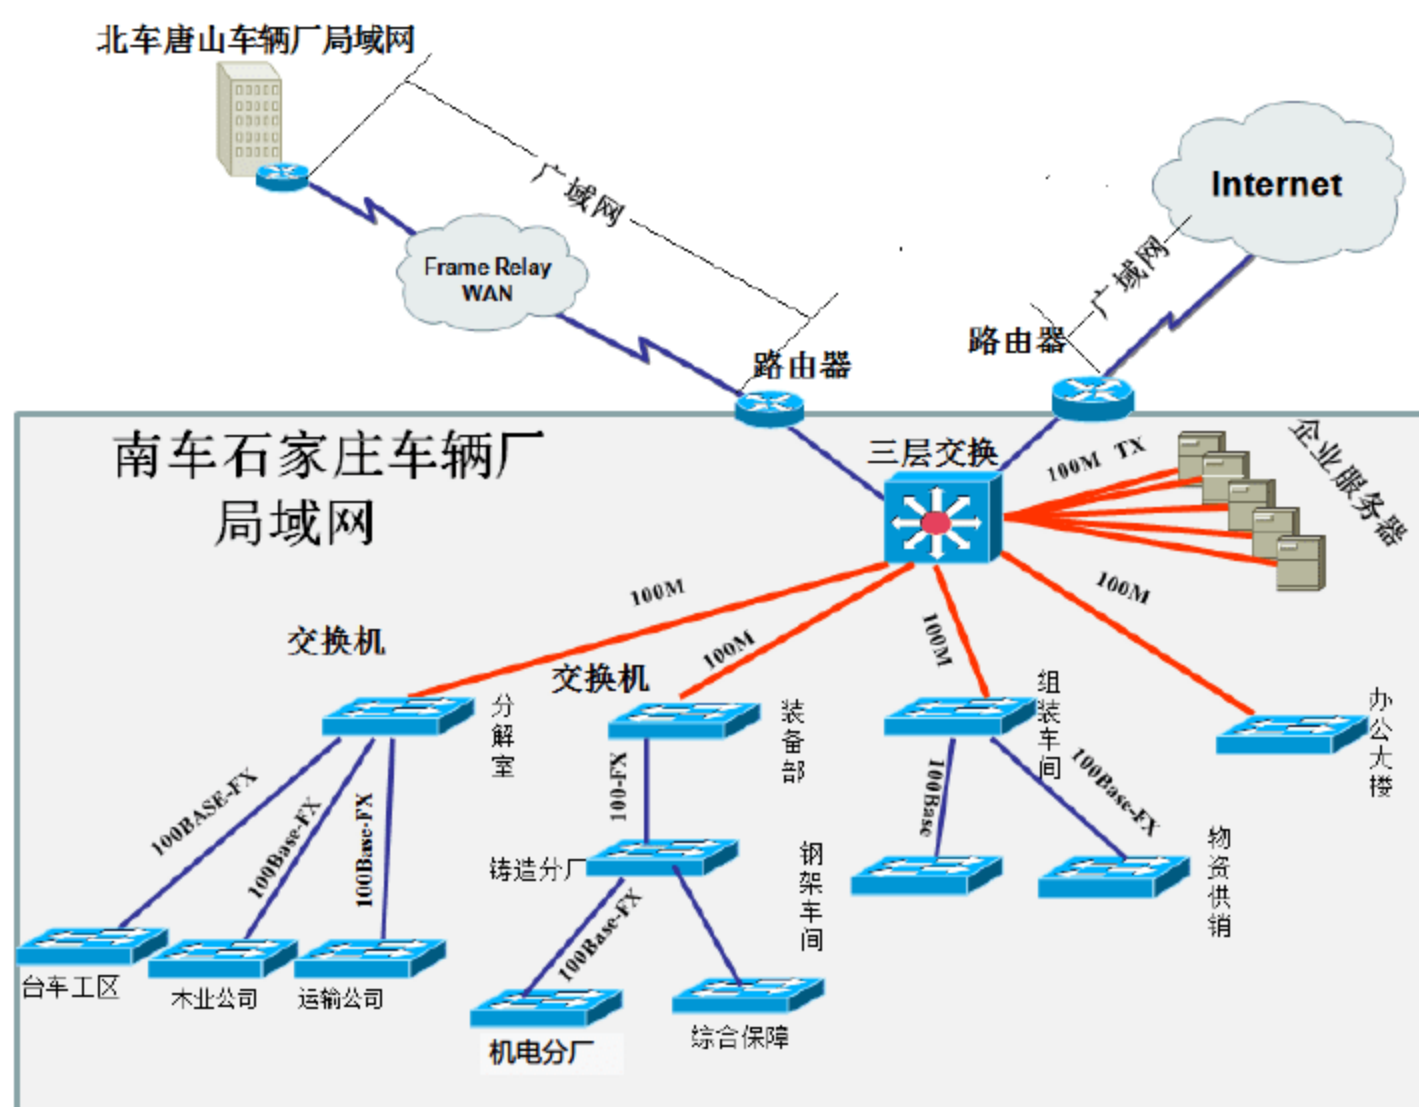 北车唐山车辆厂局域网
广域网
Internet
Frame Relay
WAN
广域网
路由器
路由器
南车石家庄车辆厂
局域网
三层交换
100M TX
企业服务器
100M
100M
100M
100M
交换机
交换机
分解室
装备部
组装车间
办公大楼
100BASE-FX
100Base-FX
100Base-FX
100-FX
100Base
100Base-FX
铸造分厂
钢架车间
物资供销
100Base-FX
台车工区
木业公司
运输公司
机电分厂
综合保障